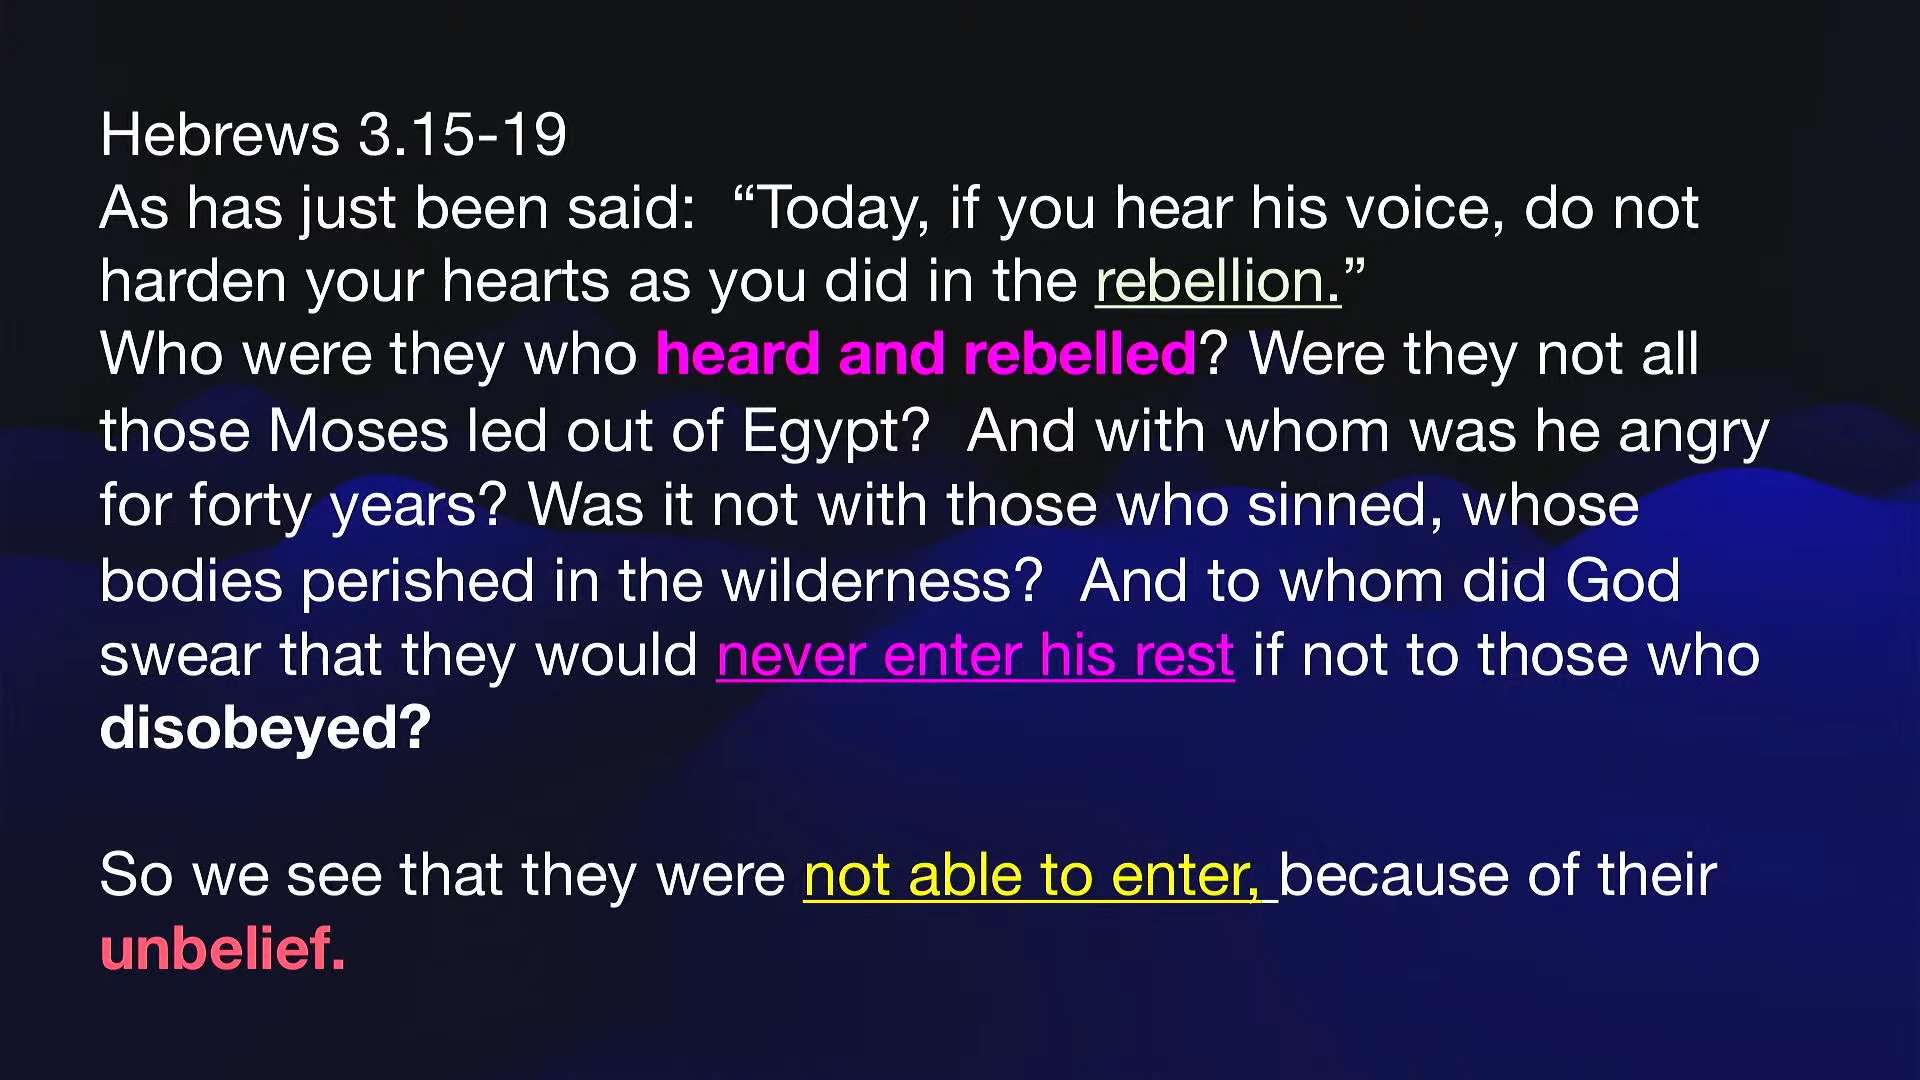 Hebrews 3.15-19
As has just been said:  “Today, if you hear his voice, do not
harden your hearts as you did in the rebellion.”
Who were they who heard and rebelled? Were they not all
those Moses led out of Egypt?  And with whom was he angry
for forty years? Was it not with those who sinned, whose
bodies perished in the wilderness?  And to whom did God
swear that they would never enter his rest if not to those who
disobeyed?
So we see that they were not able to enter, because of their
unbelief.